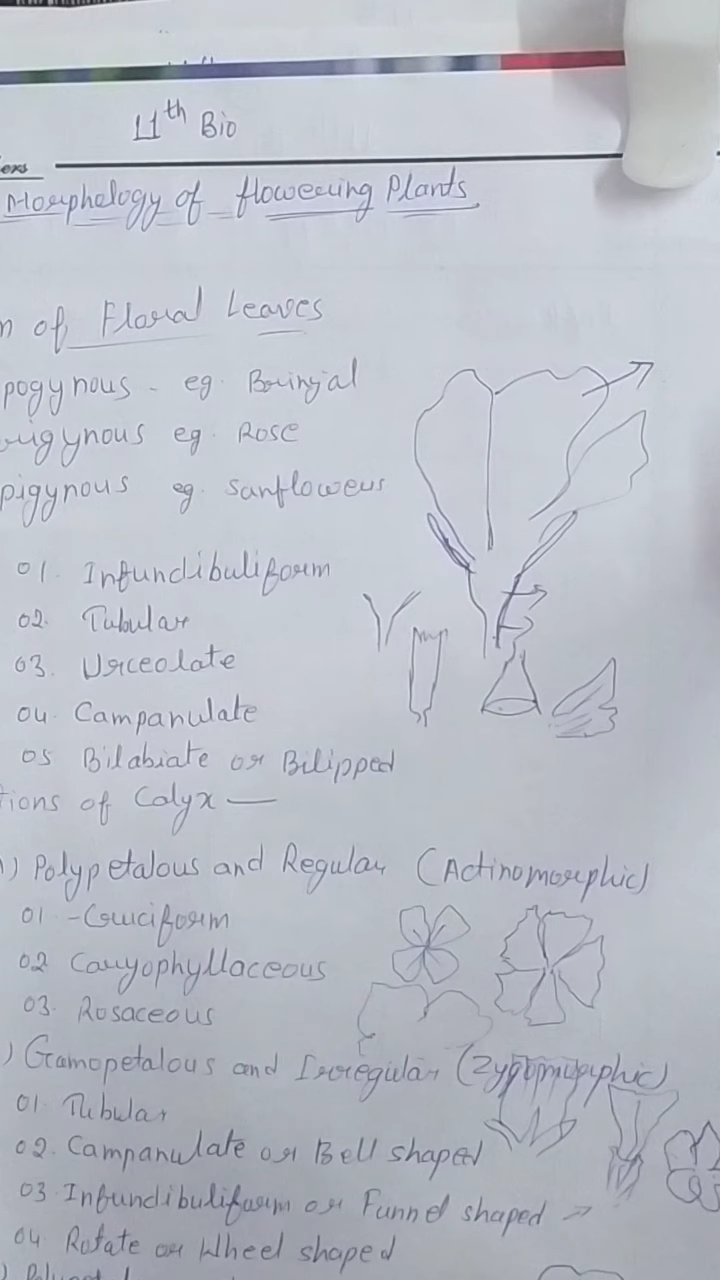 11th Bio
Morphology of flowering Plants
n of Floral Leaves
pogynous - eg. Bringal
rigynous eg. Rose
pigynous eg. Sanflower
01. Infundibuliform
02. Tubular
03. Urceolate
04. Campanulate
05 Bilabiate or Bilipped
tions of Calyx —
) Polypetalous and Regular (Actinomorphic)
01 - Cruciform
02 Caryophyllaceous
03. Rosaceous
) Gamopetalous and Irregular (Zygomorphic)
01. Tubular
02. Campanulate or Bell shaped
03. Infundibuliform or Funnel shaped →
04 Rotate or Wheel shaped